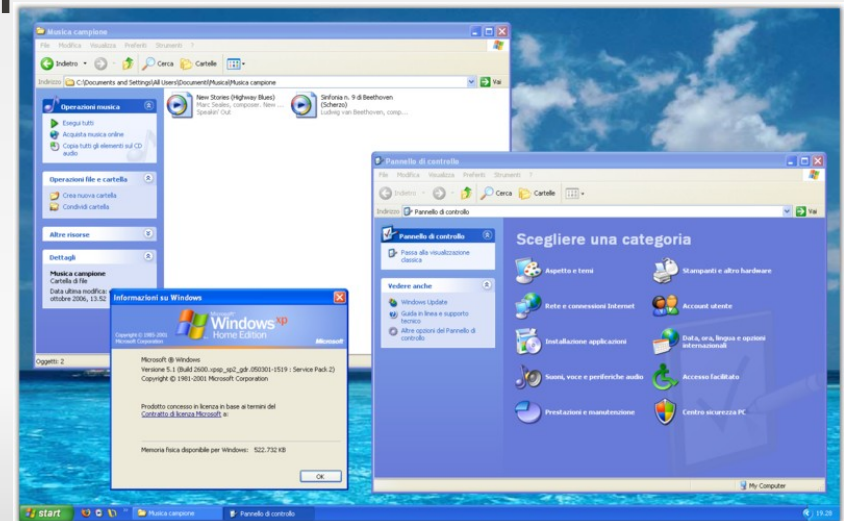 Musica campione
File Modifica Visualizza Preferiti Strumenti ?
Indietro
Cerca
Cartelle
Indirizzo
C:\Documents and Settings\All Users\Documenti\Musica\Musica campione
Vai
Operazioni musica
Esegui tutti
Acquista musica online
Copia tutti gli elementi sul CD
audio
Operazioni file e cartella
Crea nuova cartella
Condividi cartella
Altre risorse
Dettagli
Musica campione
Cartella di file
Data ultima modifica:
ottobre 2006, 13.52
Oggetti: 2
New Stories (Highway Blues)
Marc Seales, composer. New ...
Speakin' Out
Sinfonia n. 9 di Beethoven
(Scherzo)
Ludwig van Beethoven, comp...
Pannello di controllo
File Modifica Visualizza Preferiti Strumenti ?
Indietro
Cerca
Cartelle
Indirizzo
Pannello di controllo
Vai
Pannello di controllo
Passa alla visualizzazione
classica
Vedere anche
Windows Update
Guida in linea e supporto
tecnico
Altre opzioni del Pannello di
controllo
Scegliere una categoria
Aspetto e temi
Stampanti e altro hardware
Rete e connessioni Internet
Account utente
Installazione applicazioni
Data, ora, lingua e opzioni
internazionali
Suoni, voce e periferiche audio
Accesso facilitato
Prestazioni e manutenzione
Centro sicurezza PC
My Computer
Informazioni su Windows
Copyright © 1985-2001
Microsoft Corporation
Microsoft
Windows xp
Home Edition
Microsoft
Microsoft ® Windows
Versione 5.1 (Build 2600.xpsp_sp2_gdr.050301-1519 : Service Pack 2)
Copyright © 1981-2001 Microsoft Corporation
Prodotto concesso in licenza in base ai termini del
Contratto di licenza Microsoft a:
Memoria fisica disponibile per Windows: 522.732 KB
OK
start
Musica campione
Pannello di controllo
19.28